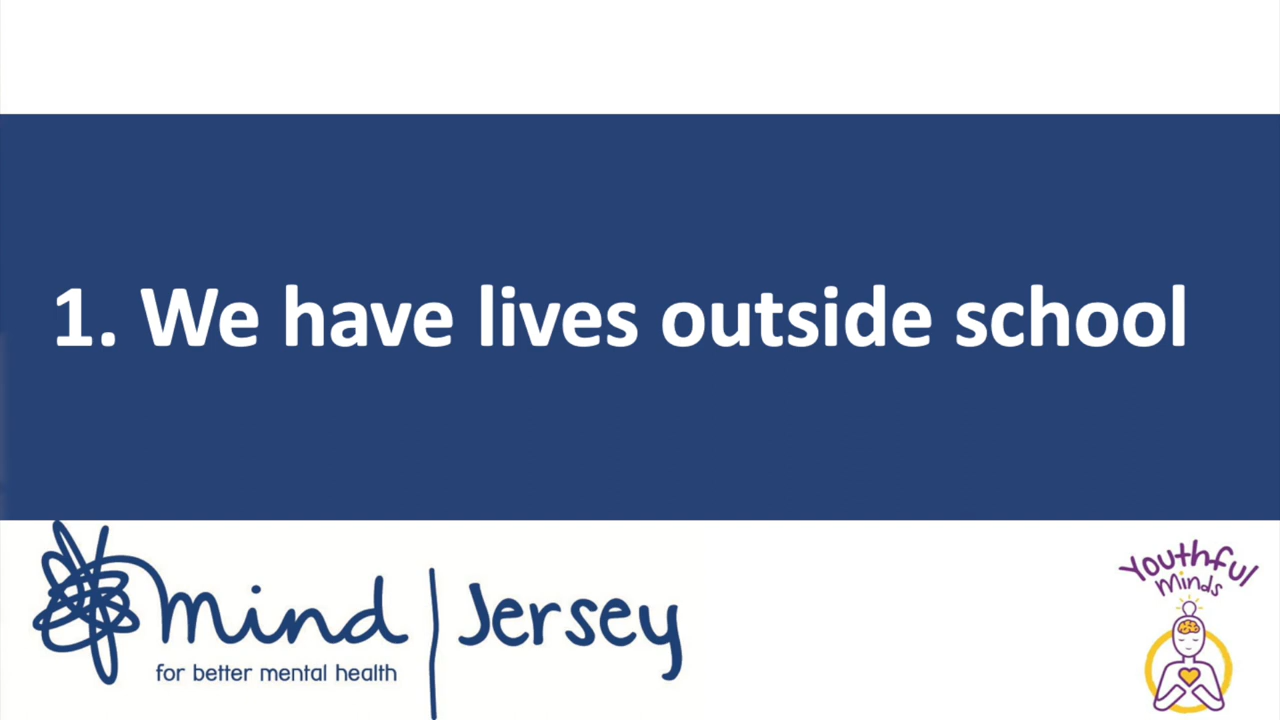 1. We have lives outside school
mind Jersey
for better mental health
Youthful
Minds